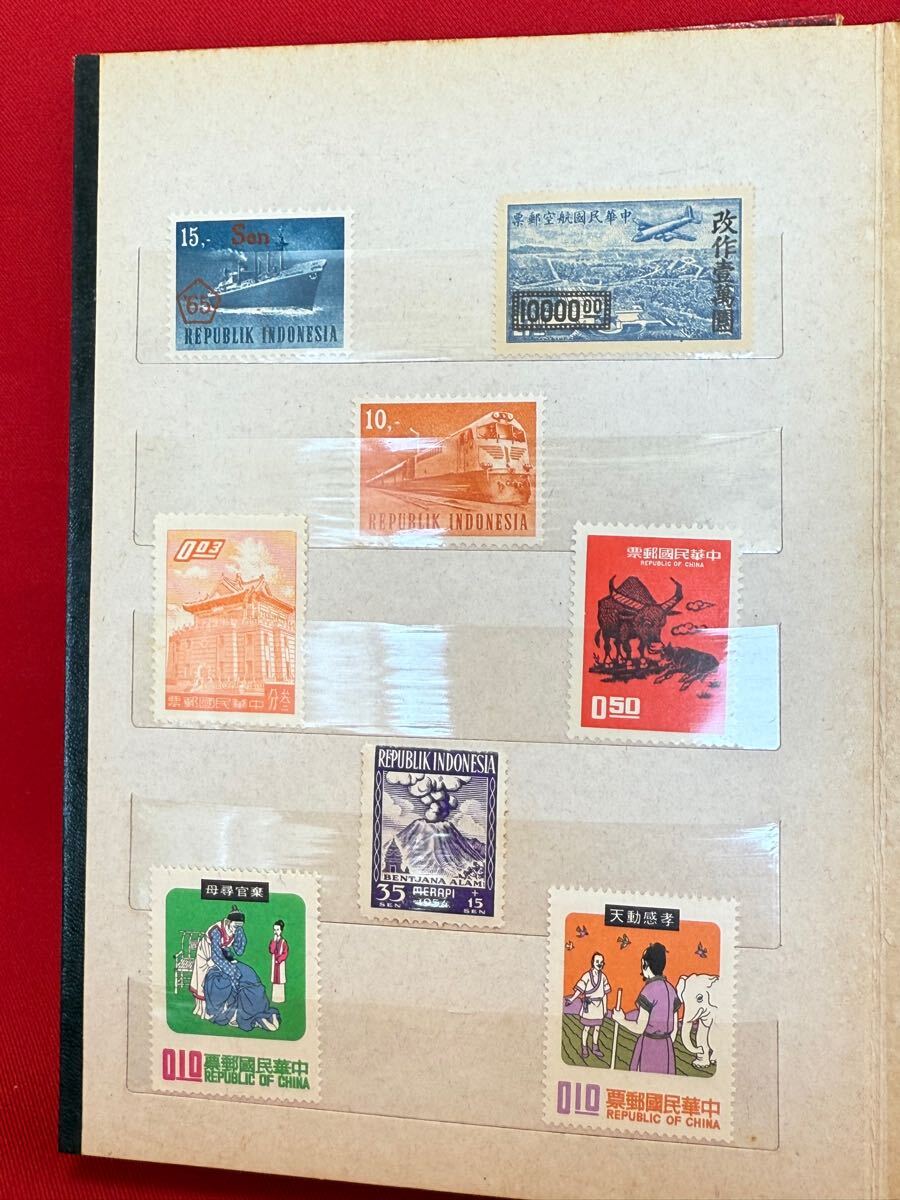 15,-
Sen
'65
REPUBLIK INDONESIA
票郵空航國民華中
改作壹萬圓
10000.00
10,-
REPUBLIK INDONESIA
0.03
票郵國民華中
分叁
票郵國民華中
REPUBLIC OF CHINA
0.50
REPUBLIK INDONESIA
BENTJANA ALAM
35 SEN
MERAPI
1954
+ 15 SEN
母尋官棄
0.10
票郵國民華中
REPUBLIC OF CHINA
天動感孝
0.10
票郵國民華中
REPUBLIC OF CHINA